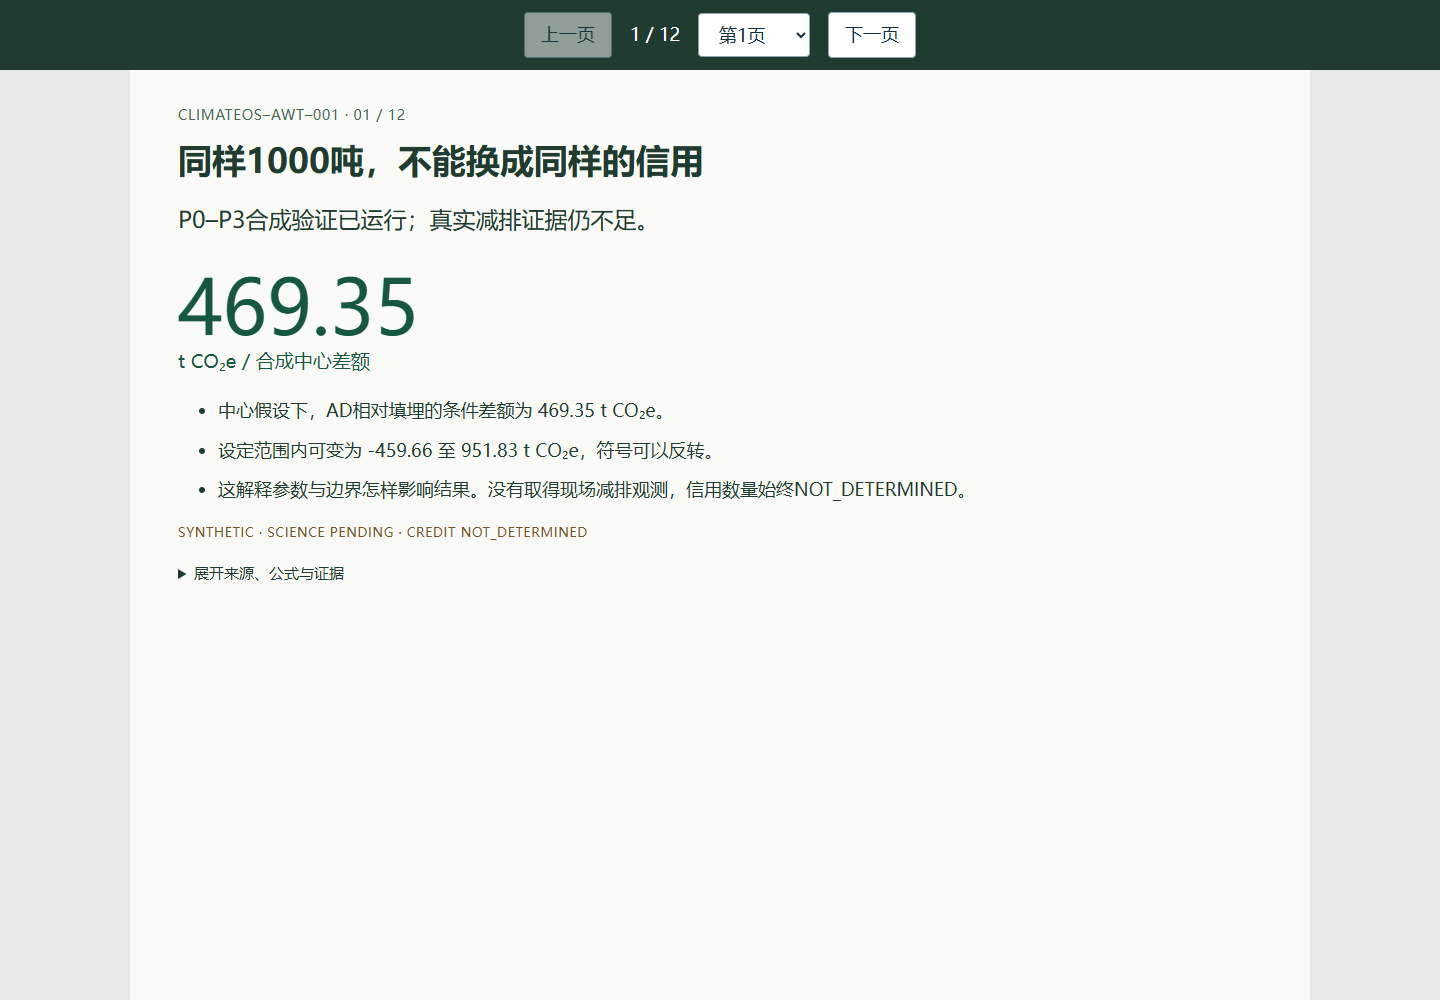 上一页 1 / 12 第1页 下一页
CLIMATEOS–AWT–001 · 01 / 12
同样1000吨，不能换成同样的信用
P0–P3合成验证已运行；真实减排证据仍不足。
469.35
t CO₂e / 合成中心差额
• 中心假设下，AD相对填埋的条件差额为 469.35 t CO₂e。
• 设定范围内可变为 -459.66 至 951.83 t CO₂e，符号可以反转。
• 这解释参数与边界怎样影响结果。没有取得现场减排观测，信用数量始终NOT_DETERMINED。
SYNTHETIC · SCIENCE PENDING · CREDIT NOT_DETERMINED
▶ 展开来源、公式与证据